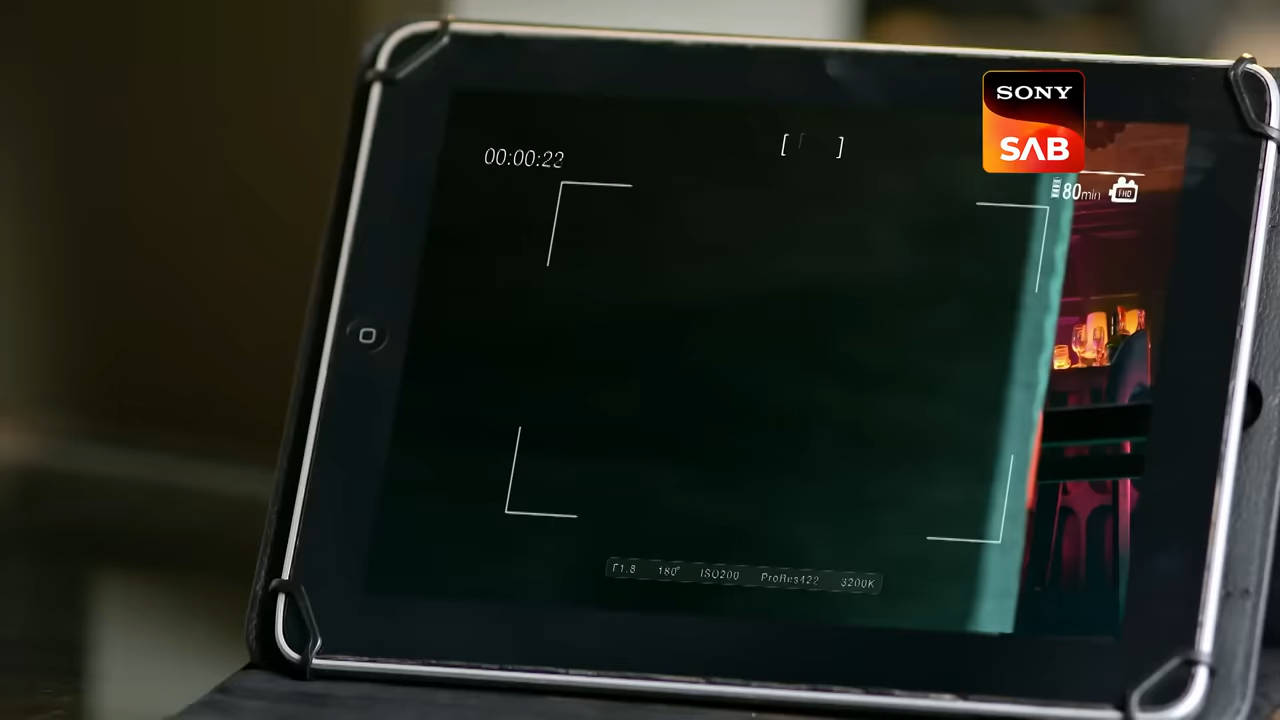 SONY
SAB
00:00:22
[ ]
80min
FHD
F1.8 180° ISO200 ProRes422 3200K